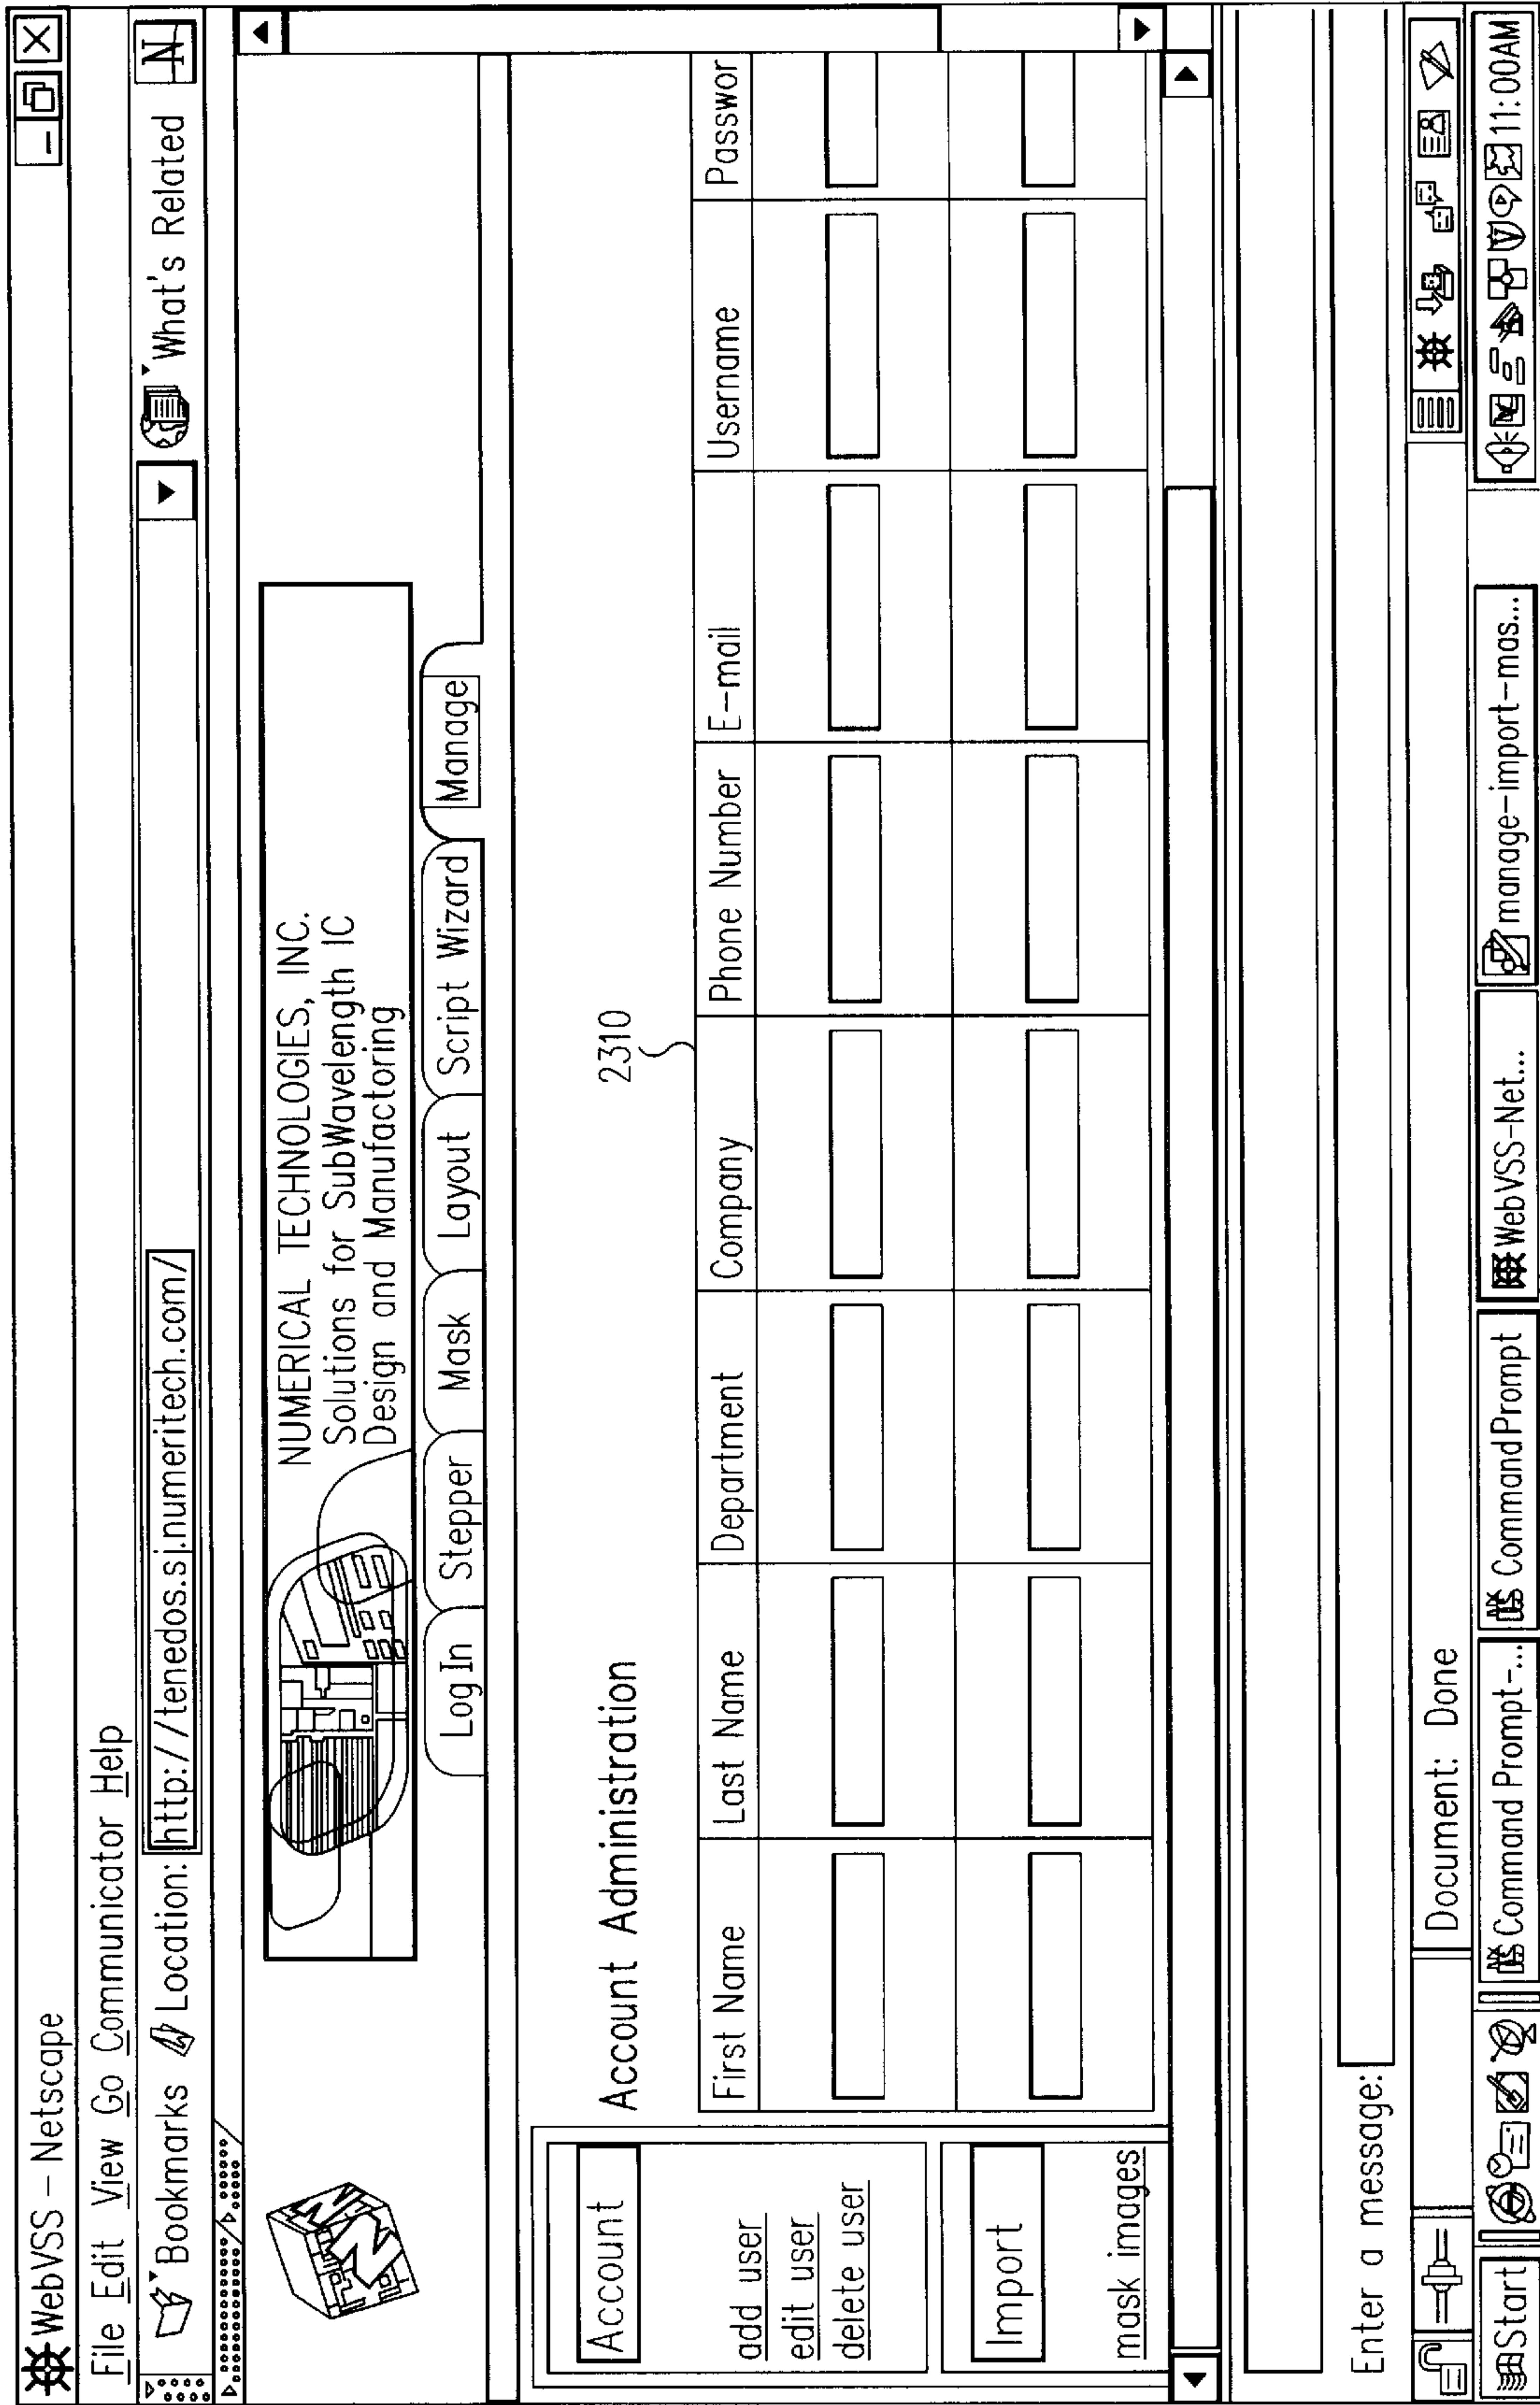 WebVSS - Netscape
File Edit View Go Communicator Help
Bookmarks Location: http://tenedos.sj.numeritech.com/ What's Related N
NUMERICAL TECHNOLOGIES, INC.
Solutions for SubWavelength IC
Design and Manufactoring
Log In Stepper Mask Layout Script Wizard Manage
Account
add user
edit user
delete user
Import
mask images
Account Administration
2310
First Name Last Name Department Company Phone Number E-mail Username Passwor
Enter a message:
Document: Done
Start Command Prompt-... CommandPrompt WebVSS-Net... manage-import-mas... 11:00AM